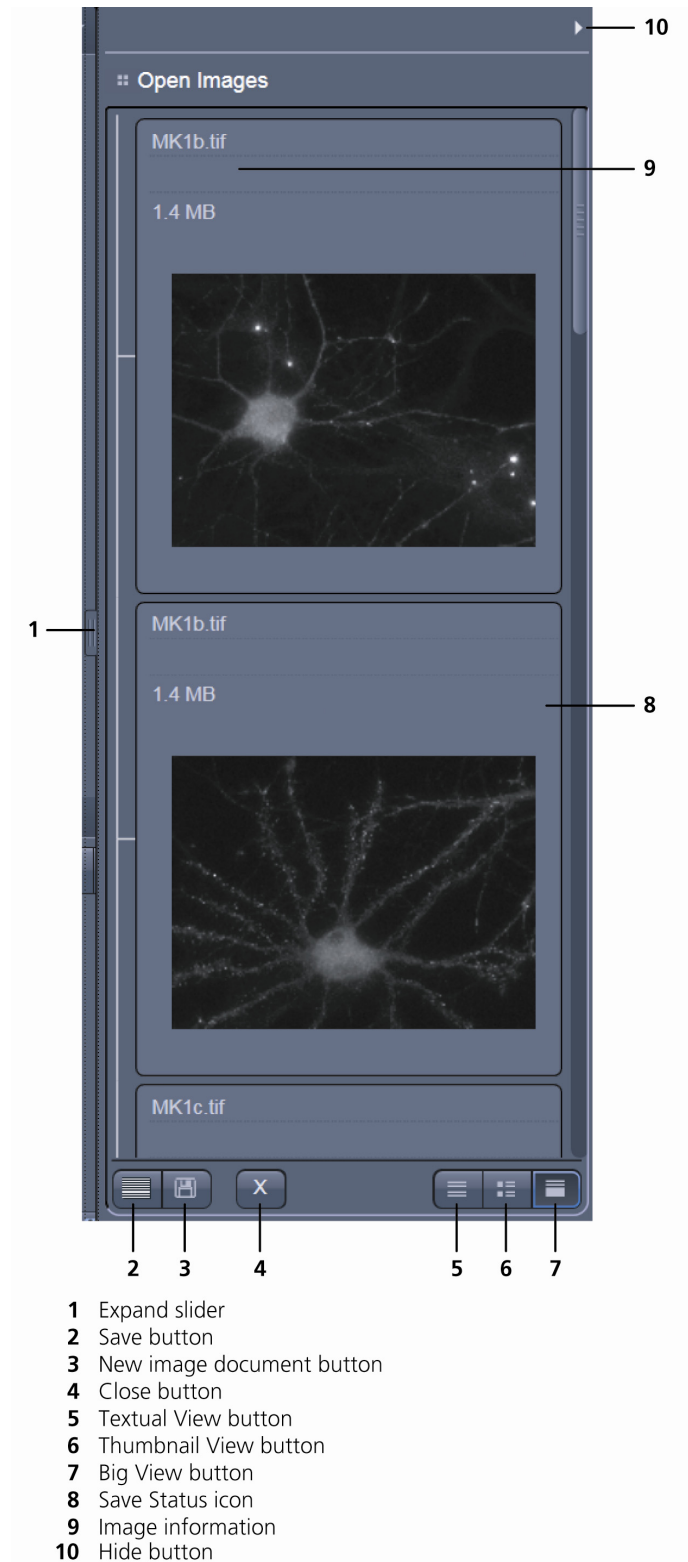 10
Open Images
MK1b.tif
9
1.4 MB
1
MK1b.tif
1.4 MB
8
MK1c.tif
X
2 3 4 5 6 7
1 Expand slider
2 Save button
3 New image document button
4 Close button
5 Textual View button
6 Thumbnail View button
7 Big View button
8 Save Status icon
9 Image information
10 Hide button